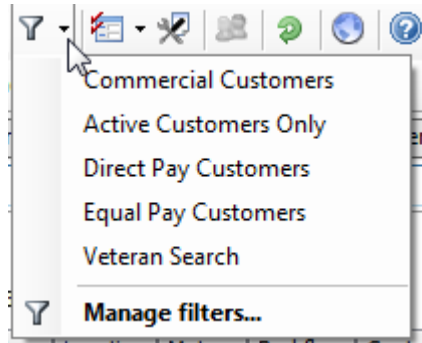 Commercial Customers
Active Customers Only
Direct Pay Customers
Equal Pay Customers
Veteran Search
Manage filters...